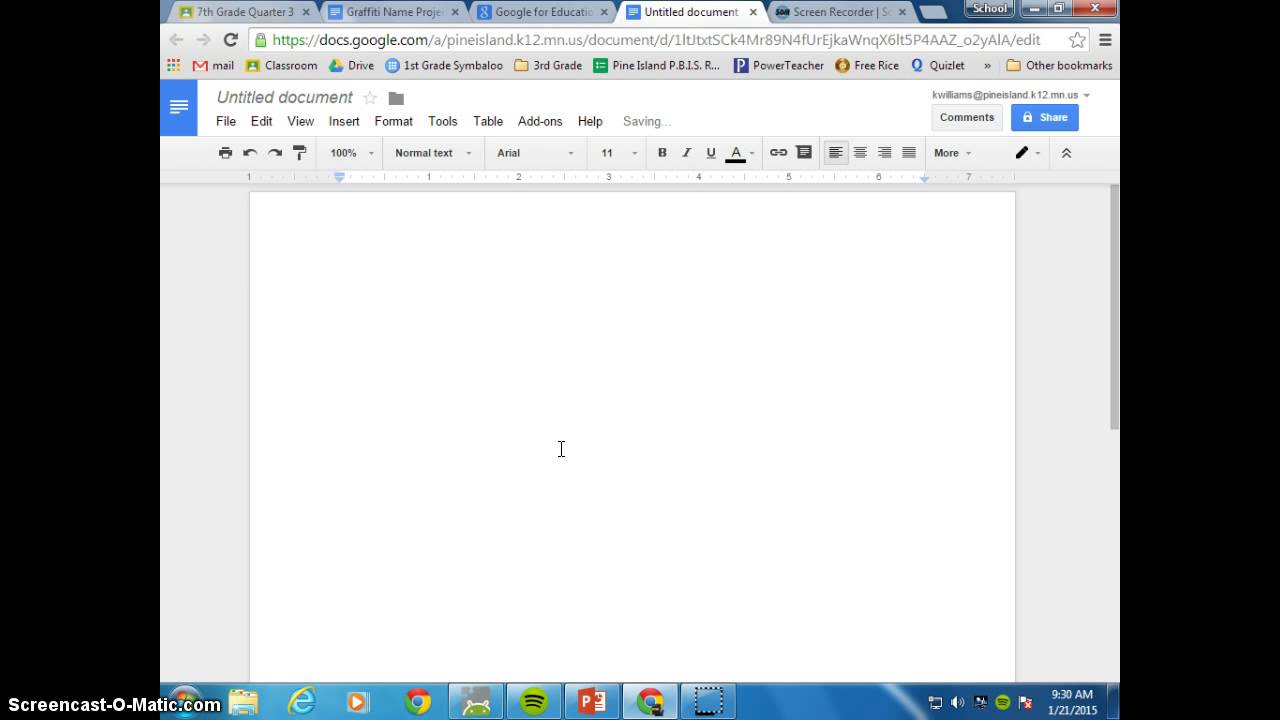 7th Grade Quarter 3
Graffiti Name Proje
Google for Educatio
Untitled document
Screen Recorder | Sc
School
https://docs.google.com/a/pineisland.k12.mn.us/document/d/1ltJtxtSCk4Mr89N4fUrEjkaWnqX6lt5P4AAZ_o2yAlA/edit
mail Classroom Drive 1st Grade Symbaloo 3rd Grade Pine Island P.B.I.S. R... PowerTeacher Free Rice Quizlet » Other bookmarks
Untitled document
kwilliams@pineisland.k12.mn.us
File Edit View Insert Format Tools Table Add-ons Help Saving...
Comments Share
100% Normal text Arial 11 B I U A More
1 1 2 3 4 5 6 7
9:30 AM
1/21/2015
Screencast-O-Matic.com